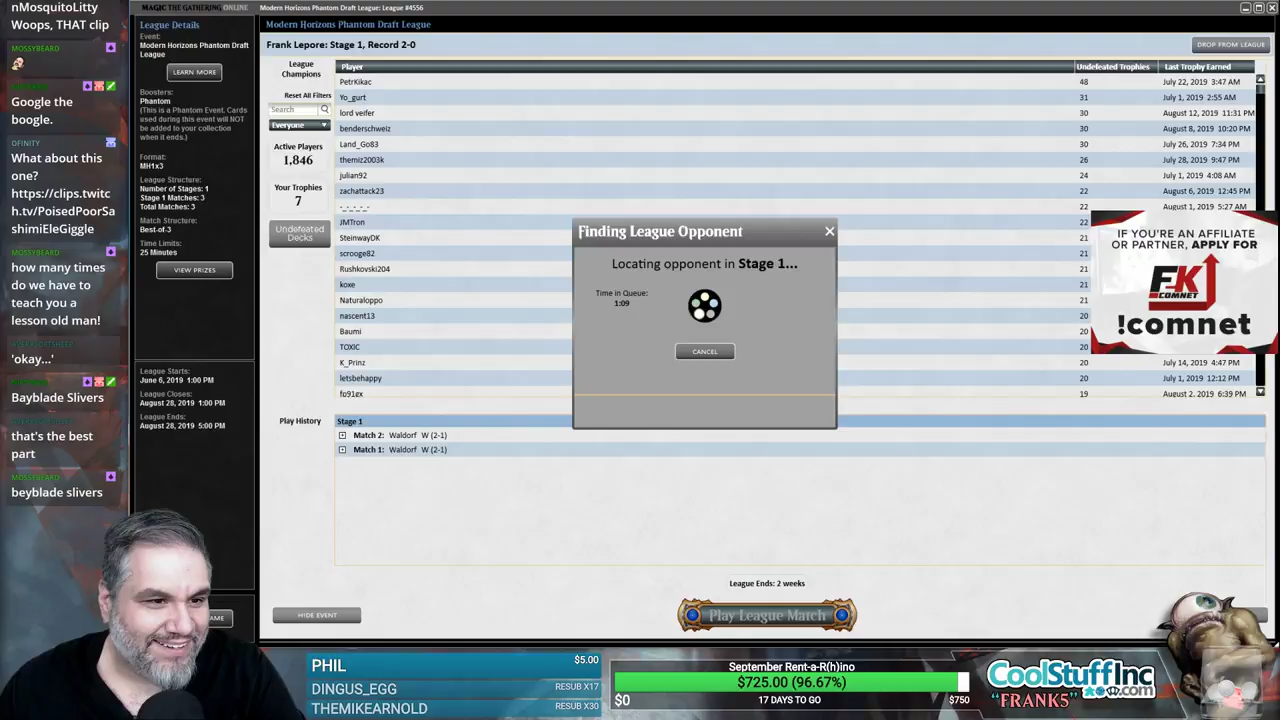 nMosquitoLitty
Woops, THAT clip
MOSSYBEARD
Google the
google.
DFINITY
What about this
one?
https://clips.twitc
h.tv/PoisedPoorSa
shimiEleGiggle
MOSSYBEARD
how many times
do we have to
teach you a
lesson old man!
'okay...'
Bayblade Slivers
that's the best
part
MOSSYBEARD
beyblade slivers
MAGIC THE GATHERING ONLINE
Modern Horizons Phantom Draft League: League #4556
League Details
Event:
Modern Horizons Phantom Draft
League
LEARN MORE
Boosters:
Phantom
(This is a Phantom Event. Cards
used during this event will NOT
be added to your collection
when it ends.)
Format:
MH1x3
League Structure:
Number of Stages: 1
Stage 1 Matches: 3
Total Matches: 3
Match Structure:
Best-of-3
Time Limits:
25 Minutes
VIEW PRIZES
League Starts:
June 6, 2019 1:00 PM
League Closes:
August 28, 2019 1:00 PM
League Ends:
August 28, 2019 5:00 PM
Modern Horizons Phantom Draft League
Frank Lepore: Stage 1, Record 2-0
DROP FROM LEAGUE
League
Champions
Reset All Filters
Search
Everyone
Active Players
1,846
Your Trophies
7
Undefeated
Decks
Player Undefeated Trophies Last Trophy Earned
PetrKikac 48 July 22, 2019 3:47 AM
Yo_gurt 31 July 1, 2019 2:55 AM
lord veifer 30 August 12, 2019 11:31 PM
benderschweiz 30 August 8, 2019 10:20 PM
Land_Go83 30 July 26, 2019 7:34 PM
themiz2003k 26 July 28, 2019 9:47 PM
julian92 24 July 1, 2019 4:08 AM
zachattack23 22 August 6, 2019 12:45 PM
-_-_-_-_- 22 August 1, 2019 5:27 AM
JMTron 22
SteinwayDK 21
scrooge82 21
Rushkovski204 21
koxe 21
Naturaloppo 21
nascent13 20
Baumi 20
TOXIC 20
K_Prinz 20 July 14, 2019 4:47 PM
letsbehappy 20 July 1, 2019 12:12 PM
fo91gx 19 August 2, 2019 6:39 PM
Finding League Opponent
Locating opponent in Stage 1...
Time in Queue:
1:09
CANCEL
IF YOU'RE AN AFFILIATE
OR PARTNER, APPLY FOR
FK
COMNET
!comnet
Play History
Stage 1
Match 2: Waldorf W (2-1)
Match 1: Waldorf W (2-1)
League Ends: 2 weeks
HIDE EVENT
Play League Match
AME
PHIL $5.00
DINGUS_EGG RESUB X17
THEMIKEARNOLD RESUB X30
September Rent-a-R(h)ino
$725.00 (96.67%)
$0 17 DAYS TO GO $750
CoolStuffInc
.com
"FRANK5"